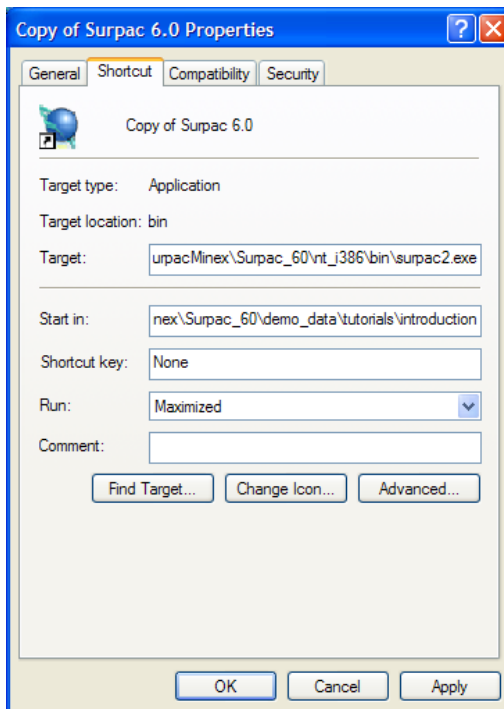 Copy of Surpac 6.0 Properties
General Shortcut Compatibility Security
Copy of Surpac 6.0
Target type: Application
Target location: bin
Target: urpacMinex\Surpac_60\nt_i386\bin\surpac2.exe
Start in: nex\Surpac_60\demo_data\tutorials\introduction
Shortcut key: None
Run: Maximized
Comment:
Find Target... Change Icon... Advanced...
OK Cancel Apply